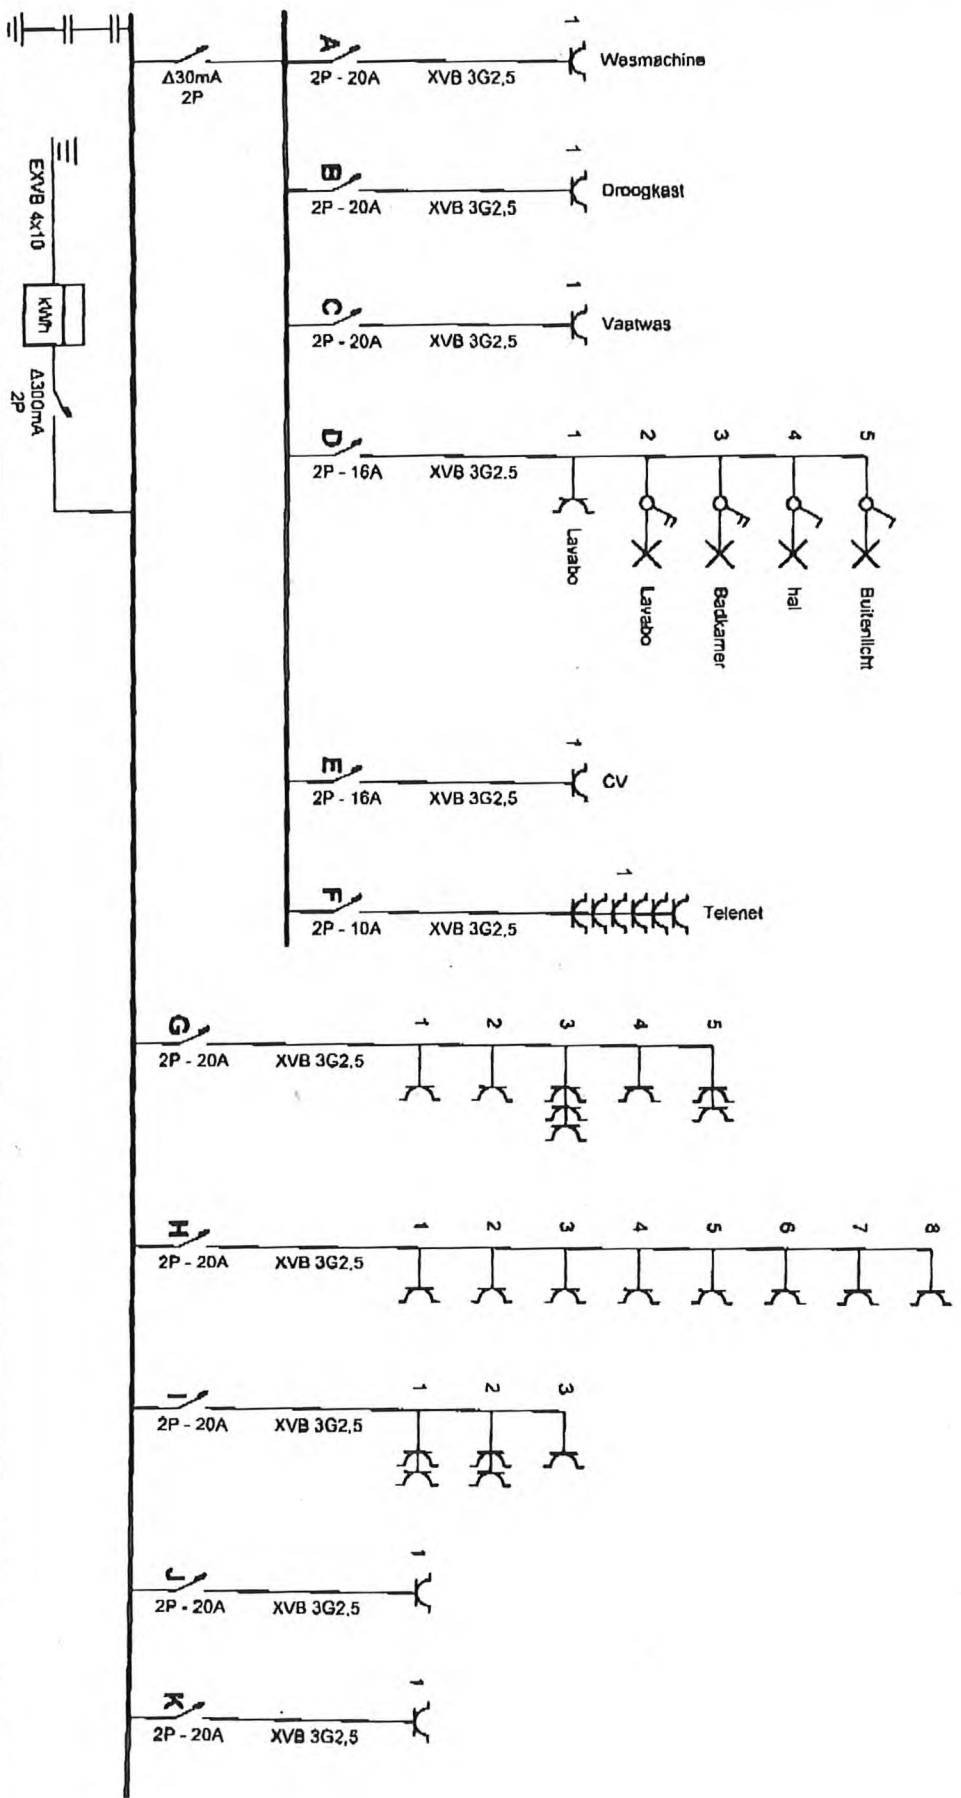 Δ30mA
2P
EXVB 4x10
kWh
Δ300mA
2P
A
2P - 20A
XVB 3G2,5
1
Wasmachine
B
2P - 20A
XVB 3G2,5
1
Droogkast
C
2P - 20A
XVB 3G2,5
1
Vaatwas
D
2P - 16A
XVB 3G2.5
1
2
3
4
5
Lavabo
Lavabo
Badkamer
hal
Buitenlicht
E
2P - 16A
XVB 3G2,5
1
CV
F
2P - 10A
XVB 3G2,5
1
Telenet
G
2P - 20A
XVB 3G2,5
1
2
3
4
5
H
2P - 20A
XVB 3G2,5
1
2
3
4
5
6
7
8
I
2P - 20A
XVB 3G2,5
1
2
3
J
2P - 20A
XVB 3G2,5
1
K
2P - 20A
XVB 3G2,5
1